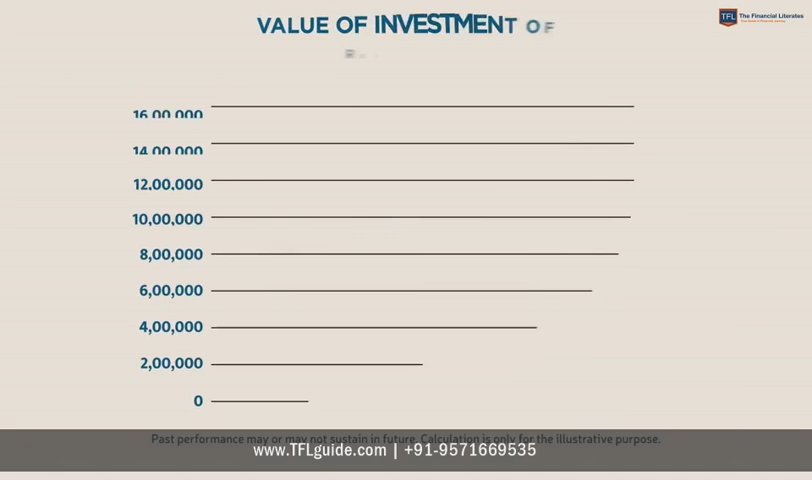 TFL The Financial Literates
VALUE OF INVESTMENT OF
16,00,000
14,00,000
12,00,000
10,00,000
8,00,000
6,00,000
4,00,000
2,00,000
0
Past performance may or may not sustain in future. Calculation is only for the illustrative purpose.
www.TFLguide.com | +91-9571669535